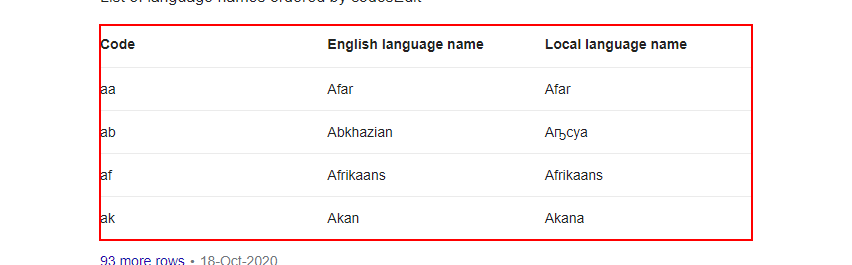 List of language names ordered by codesEdit
Code English language name Local language name
aa Afar Afar
ab Abkhazian Аҧсуа
af Afrikaans Afrikaans
ak Akan Akana
93 more rows • 18-Oct-2020